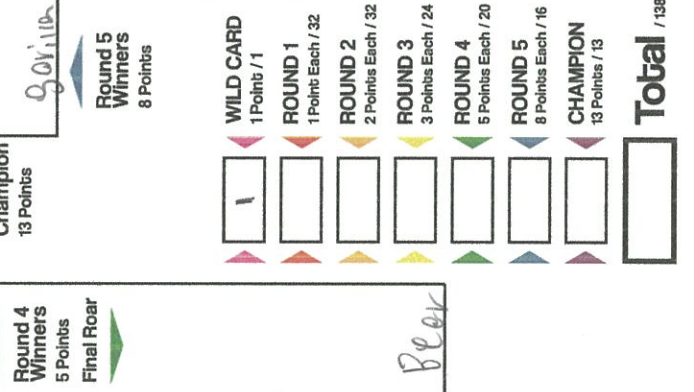 Champion
13 Points
gorilla
Round 5
Winners
8 Points
WILD CARD
1 Point / 1
1
ROUND 1
1 Point Each / 32
ROUND 2
2 Points Each / 32
ROUND 3
3 Points Each / 24
ROUND 4
5 Points Each / 20
ROUND 5
8 Points Each / 16
CHAMPION
13 Points / 13
Total / 138
Round 4
Winners
5 Points
Final Roar
Bear